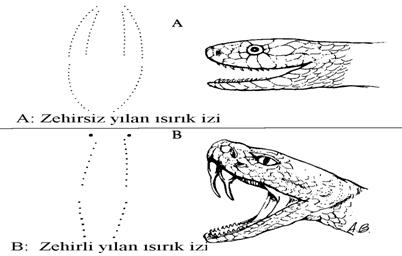 A
A: Zehirsiz yılan ısırık izi
B
B: Zehirli yılan ısırık izi
A.B.